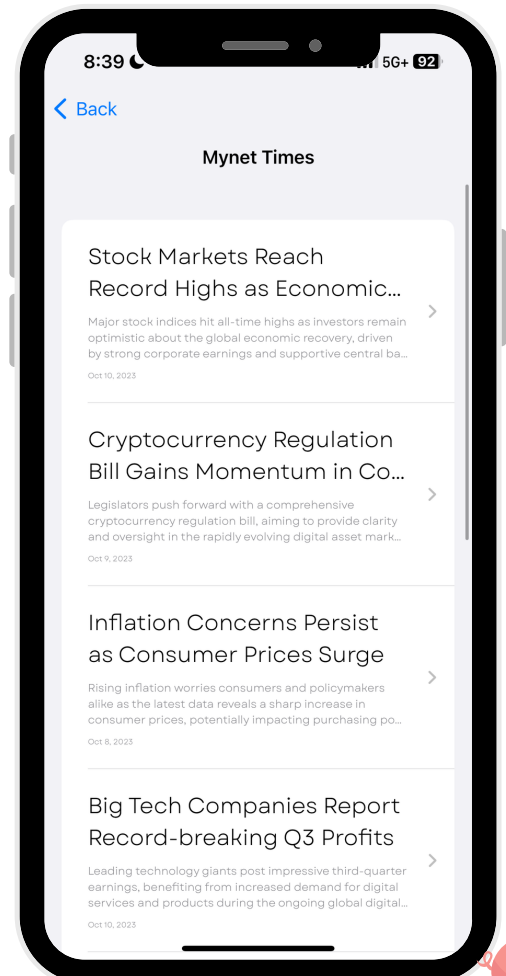 8:39
5G+ 92
Back
Mynet Times
Stock Markets Reach
Record Highs as Economic...
Major stock indices hit all-time highs as investors remain
optimistic about the global economic recovery, driven
by strong corporate earnings and supportive central ba...
Oct 10, 2023
Cryptocurrency Regulation
Bill Gains Momentum in Co...
Legislators push forward with a comprehensive
cryptocurrency regulation bill, aiming to provide clarity
and oversight in the rapidly evolving digital asset mark...
Oct 9, 2023
Inflation Concerns Persist
as Consumer Prices Surge
Rising inflation worries consumers and policymakers
alike as the latest data reveals a sharp increase in
consumer prices, potentially impacting purchasing po...
Oct 8, 2023
Big Tech Companies Report
Record-breaking Q3 Profits
Leading technology giants post impressive third-quarter
earnings, benefiting from increased demand for digital
services and products during the ongoing global digital...
Oct 10, 2023